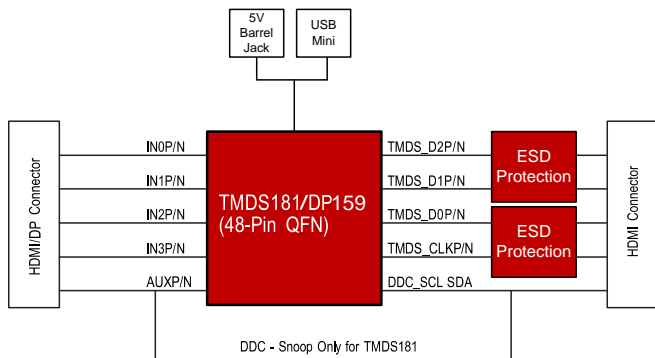 5V
Barrel
Jack
USB
Mini
HDMI/DP Connector
IN0P/N
IN1P/N
IN2P/N
IN3P/N
AUXP/N
TMDS181/DP159
(48-Pin QFN)
TMDS_D2P/N
TMDS_D1P/N
TMDS_D0P/N
TMDS_CLKP/N
DDC_SCL SDA
ESD
Protection
ESD
Protection
HDMI Connector
DDC - Snoop Only for TMDS181